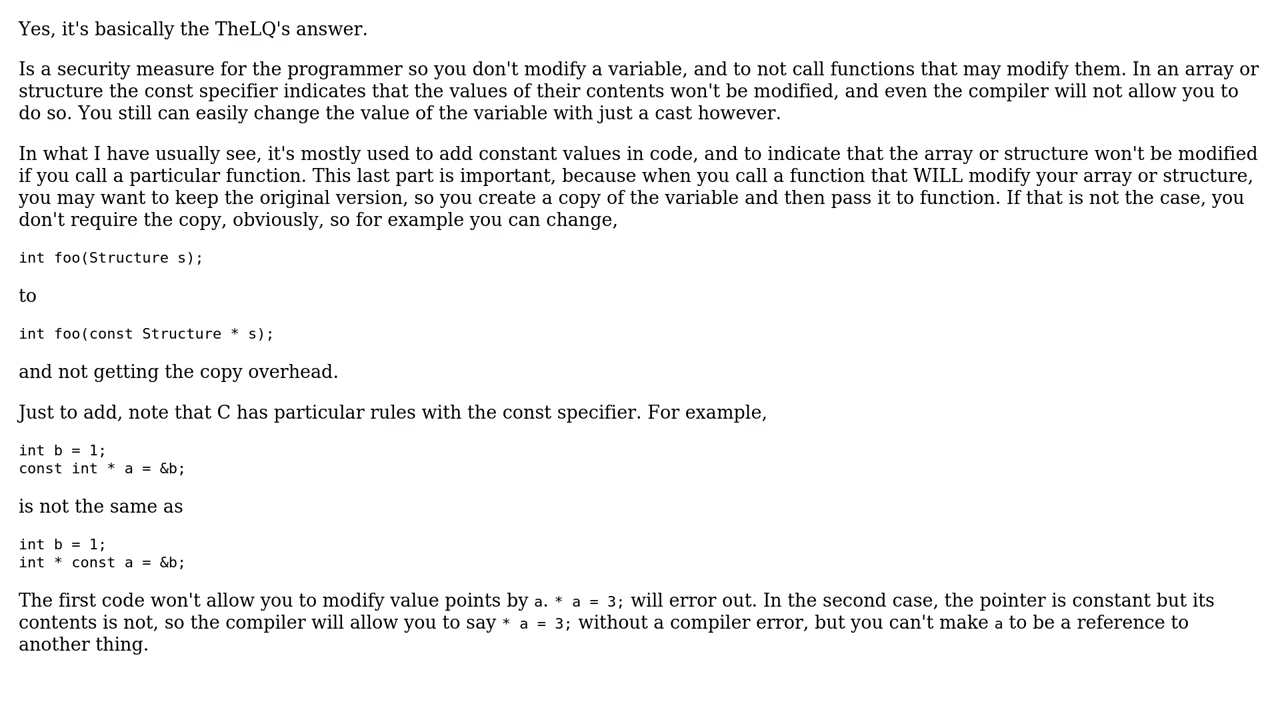 Yes, it's basically the TheLQ's answer.
Is a security measure for the programmer so you don't modify a variable, and to not call functions that may modify them. In an array or
structure the const specifier indicates that the values of their contents won't be modified, and even the compiler will not allow you to
do so. You still can easily change the value of the variable with just a cast however.
In what I have usually see, it's mostly used to add constant values in code, and to indicate that the array or structure won't be modified
if you call a particular function. This last part is important, because when you call a function that WILL modify your array or structure,
you may want to keep the original version, so you create a copy of the variable and then pass it to function. If that is not the case, you
don't require the copy, obviously, so for example you can change,
int foo(Structure s);
to
int foo(const Structure * s);
and not getting the copy overhead.
Just to add, note that C has particular rules with the const specifier. For example,
int b = 1;
const int * a = &b;
is not the same as
int b = 1;
int * const a = &b;
The first code won't allow you to modify value points by a. * a = 3; will error out. In the second case, the pointer is constant but its
contents is not, so the compiler will allow you to say * a = 3; without a compiler error, but you can't make a to be a reference to
another thing.